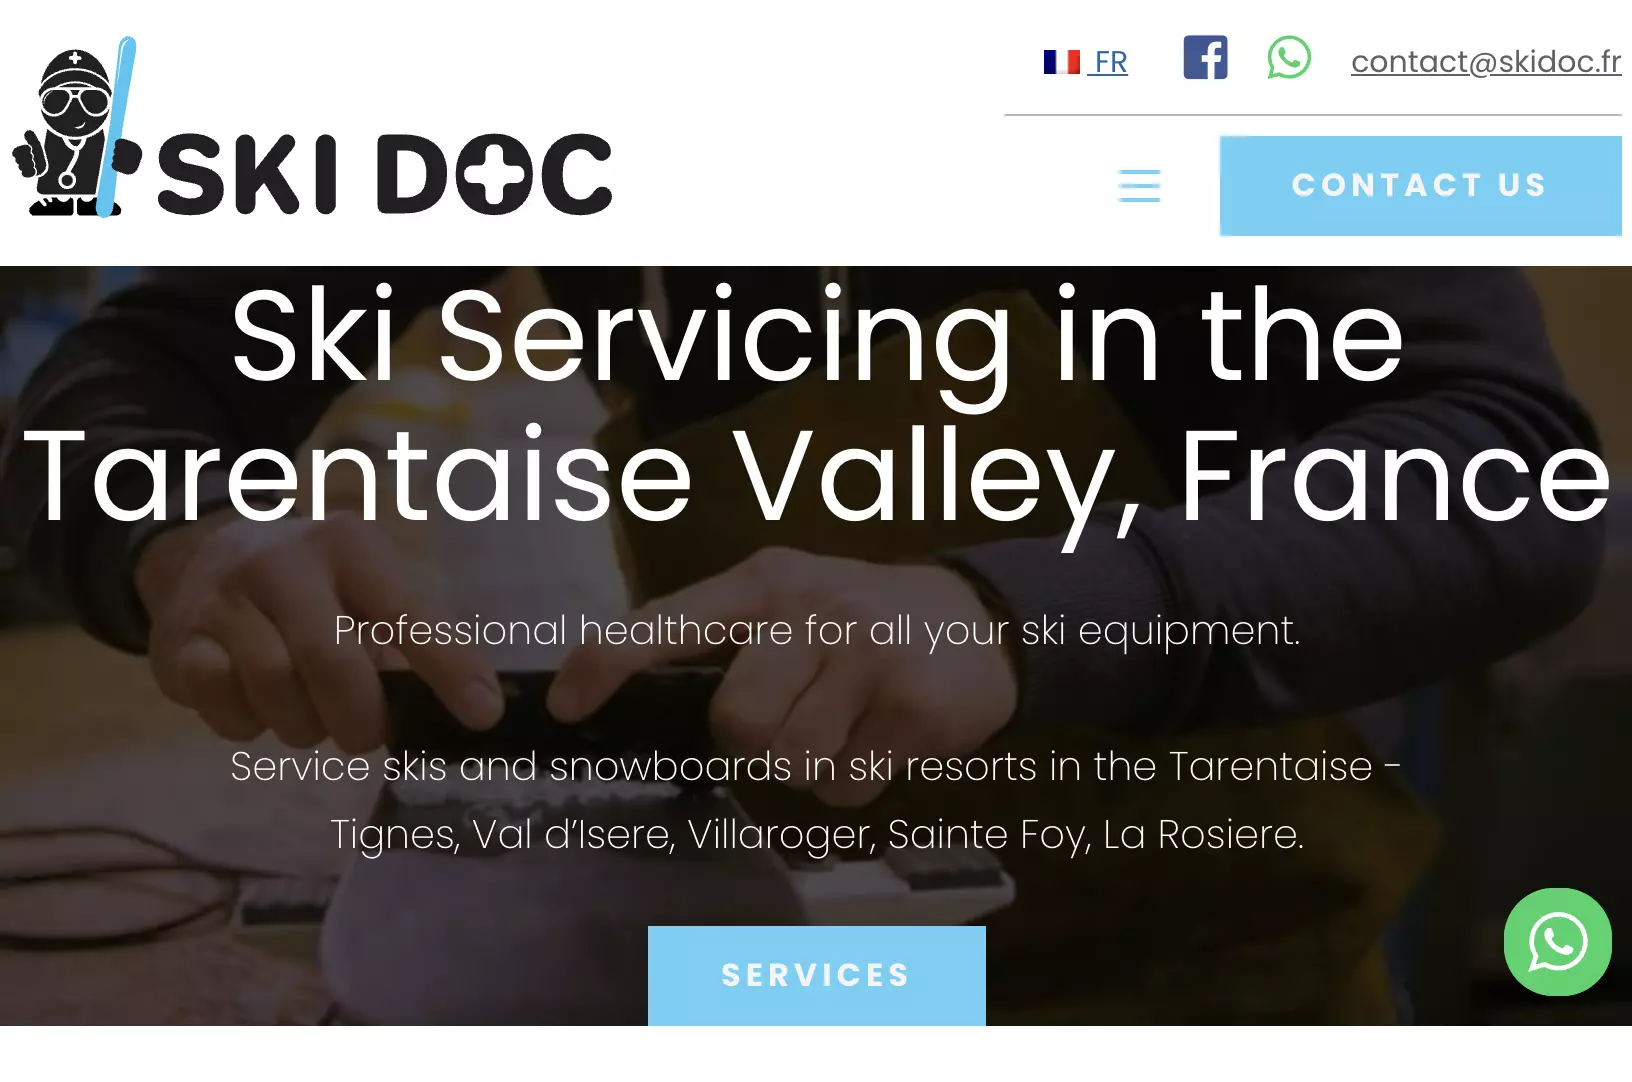 FR
contact@skidoc.fr
SKI DOC
CONTACT US
Ski Servicing in the
Tarentaise Valley, France
Professional healthcare for all your ski equipment.
Service skis and snowboards in ski resorts in the Tarentaise –
Tignes, Val d’Isere, Villaroger, Sainte Foy, La Rosiere.
SERVICES